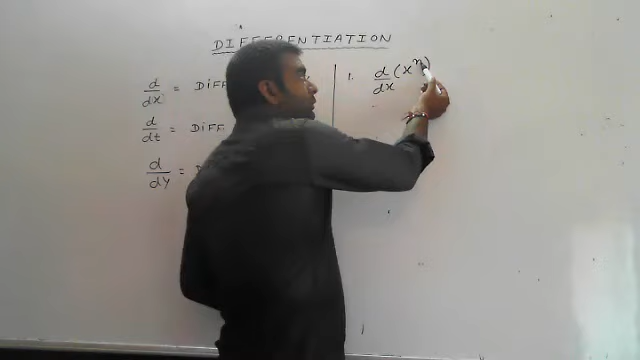 DIFFERENTIATION
d/dx = DIFF
d/dt = DIFF
d/dy =
1. d/dx (x^n)